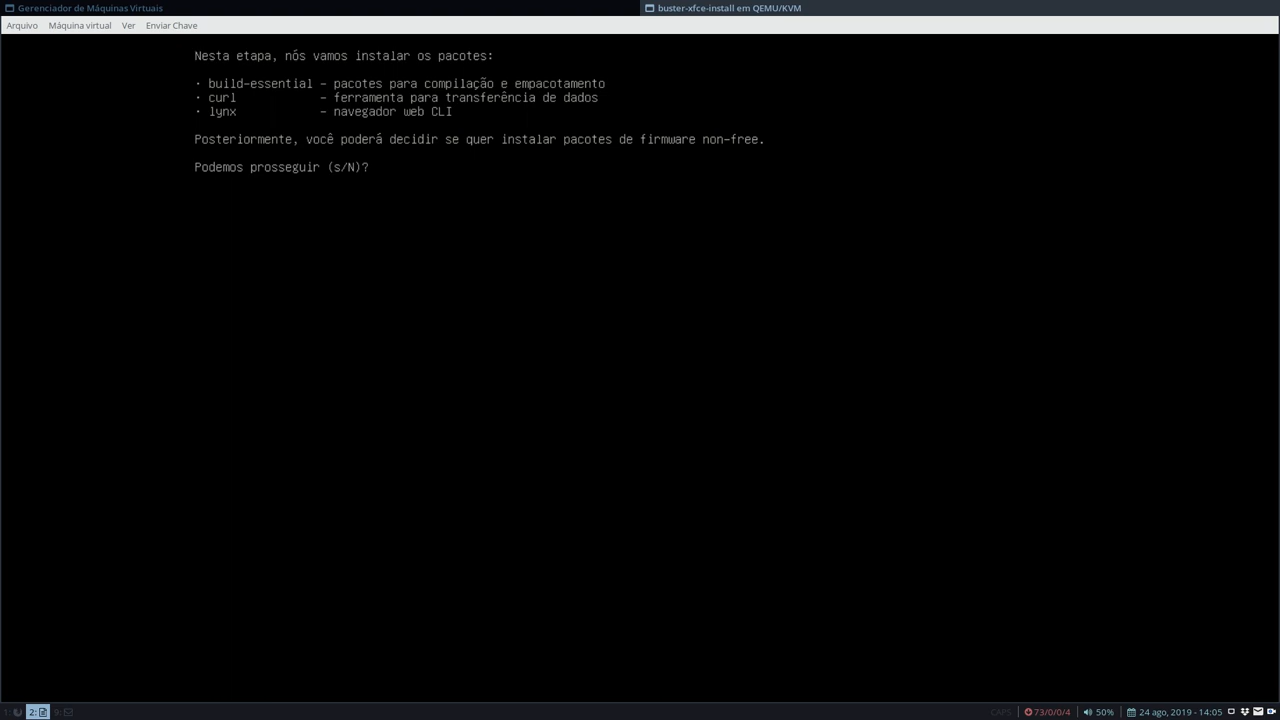 Gerenciador de Máquinas Virtuais
buster-xfce-install em QEMU/KVM
Arquivo Máquina virtual Ver Enviar Chave
Nesta etapa, nós vamos instalar os pacotes:
· build-essential - pacotes para compilação e empacotamento
· curl - ferramenta para transferência de dados
· lynx - navegador web CLI
Posteriormente, você poderá decidir se quer instalar pacotes de firmware non-free.
Podemos prosseguir (s/N)?
1: 2: 9: CAPS 73/0/0/4 50% 24 ago, 2019 - 14:05